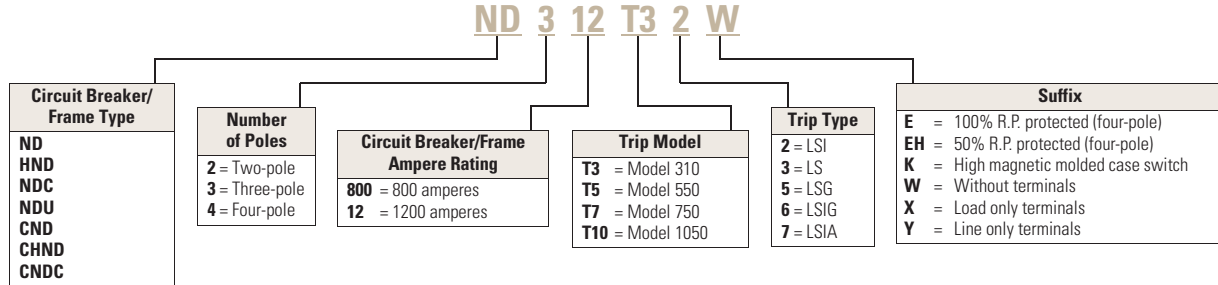 ND 3 12 T3 2 W
Circuit Breaker/
Frame Type
ND
HND
NDC
NDU
CND
CHND
CNDC
Number
of Poles
2 = Two-pole
3 = Three-pole
4 = Four-pole
Circuit Breaker/Frame
Ampere Rating
800 = 800 amperes
12 = 1200 amperes
Trip Model
T3 = Model 310
T5 = Model 550
T7 = Model 750
T10 = Model 1050
Trip Type
2 = LSI
3 = LS
5 = LSG
6 = LSIG
7 = LSIA
Suffix
E = 100% R.P. protected (four-pole)
EH = 50% R.P. protected (four-pole)
K = High magnetic molded case switch
W = Without terminals
X = Load only terminals
Y = Line only terminals